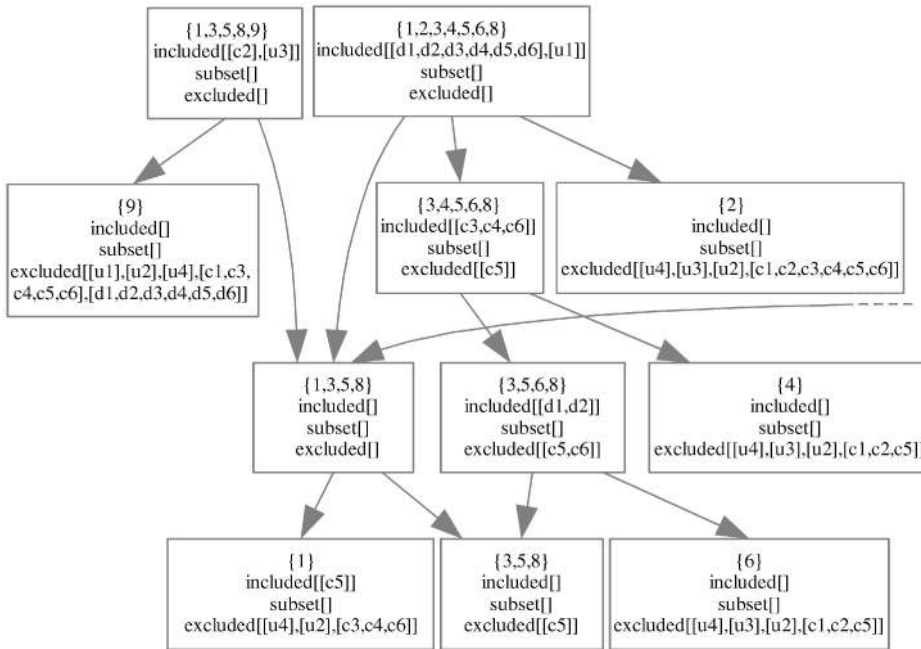 {1,3,5,8,9}
included[[c2],[u3]]
subset[]
excluded[]
{1,2,3,4,5,6,8}
included[[d1,d2,d3,d4,d5,d6],[u1]]
subset[]
excluded[]
{9}
included[]
subset[]
excluded[[u1],[u2],[u4],[c1,c3,
c4,c5,c6],[d1,d2,d3,d4,d5,d6]]
{3,4,5,6,8}
included[[c3,c4,c6]]
subset[]
excluded[[c5]]
{2}
included[]
subset[]
excluded[[u4],[u3],[u2],[c1,c2,c3,c4,c5,c6]]
{1,3,5,8}
included[]
subset[]
excluded[]
{3,5,6,8}
included[[d1,d2]]
subset[]
excluded[[c5,c6]]
{4}
included[]
subset[]
excluded[[u4],[u3],[u2],[c1,c2,c5]]
{1}
included[[c5]]
subset[]
excluded[[u4],[u2],[c3,c4,c6]]
{3,5,8}
included[]
subset[]
excluded[[c5]]
{6}
included[]
subset[]
excluded[[u4],[u3],[u2],[c1,c2,c5]]